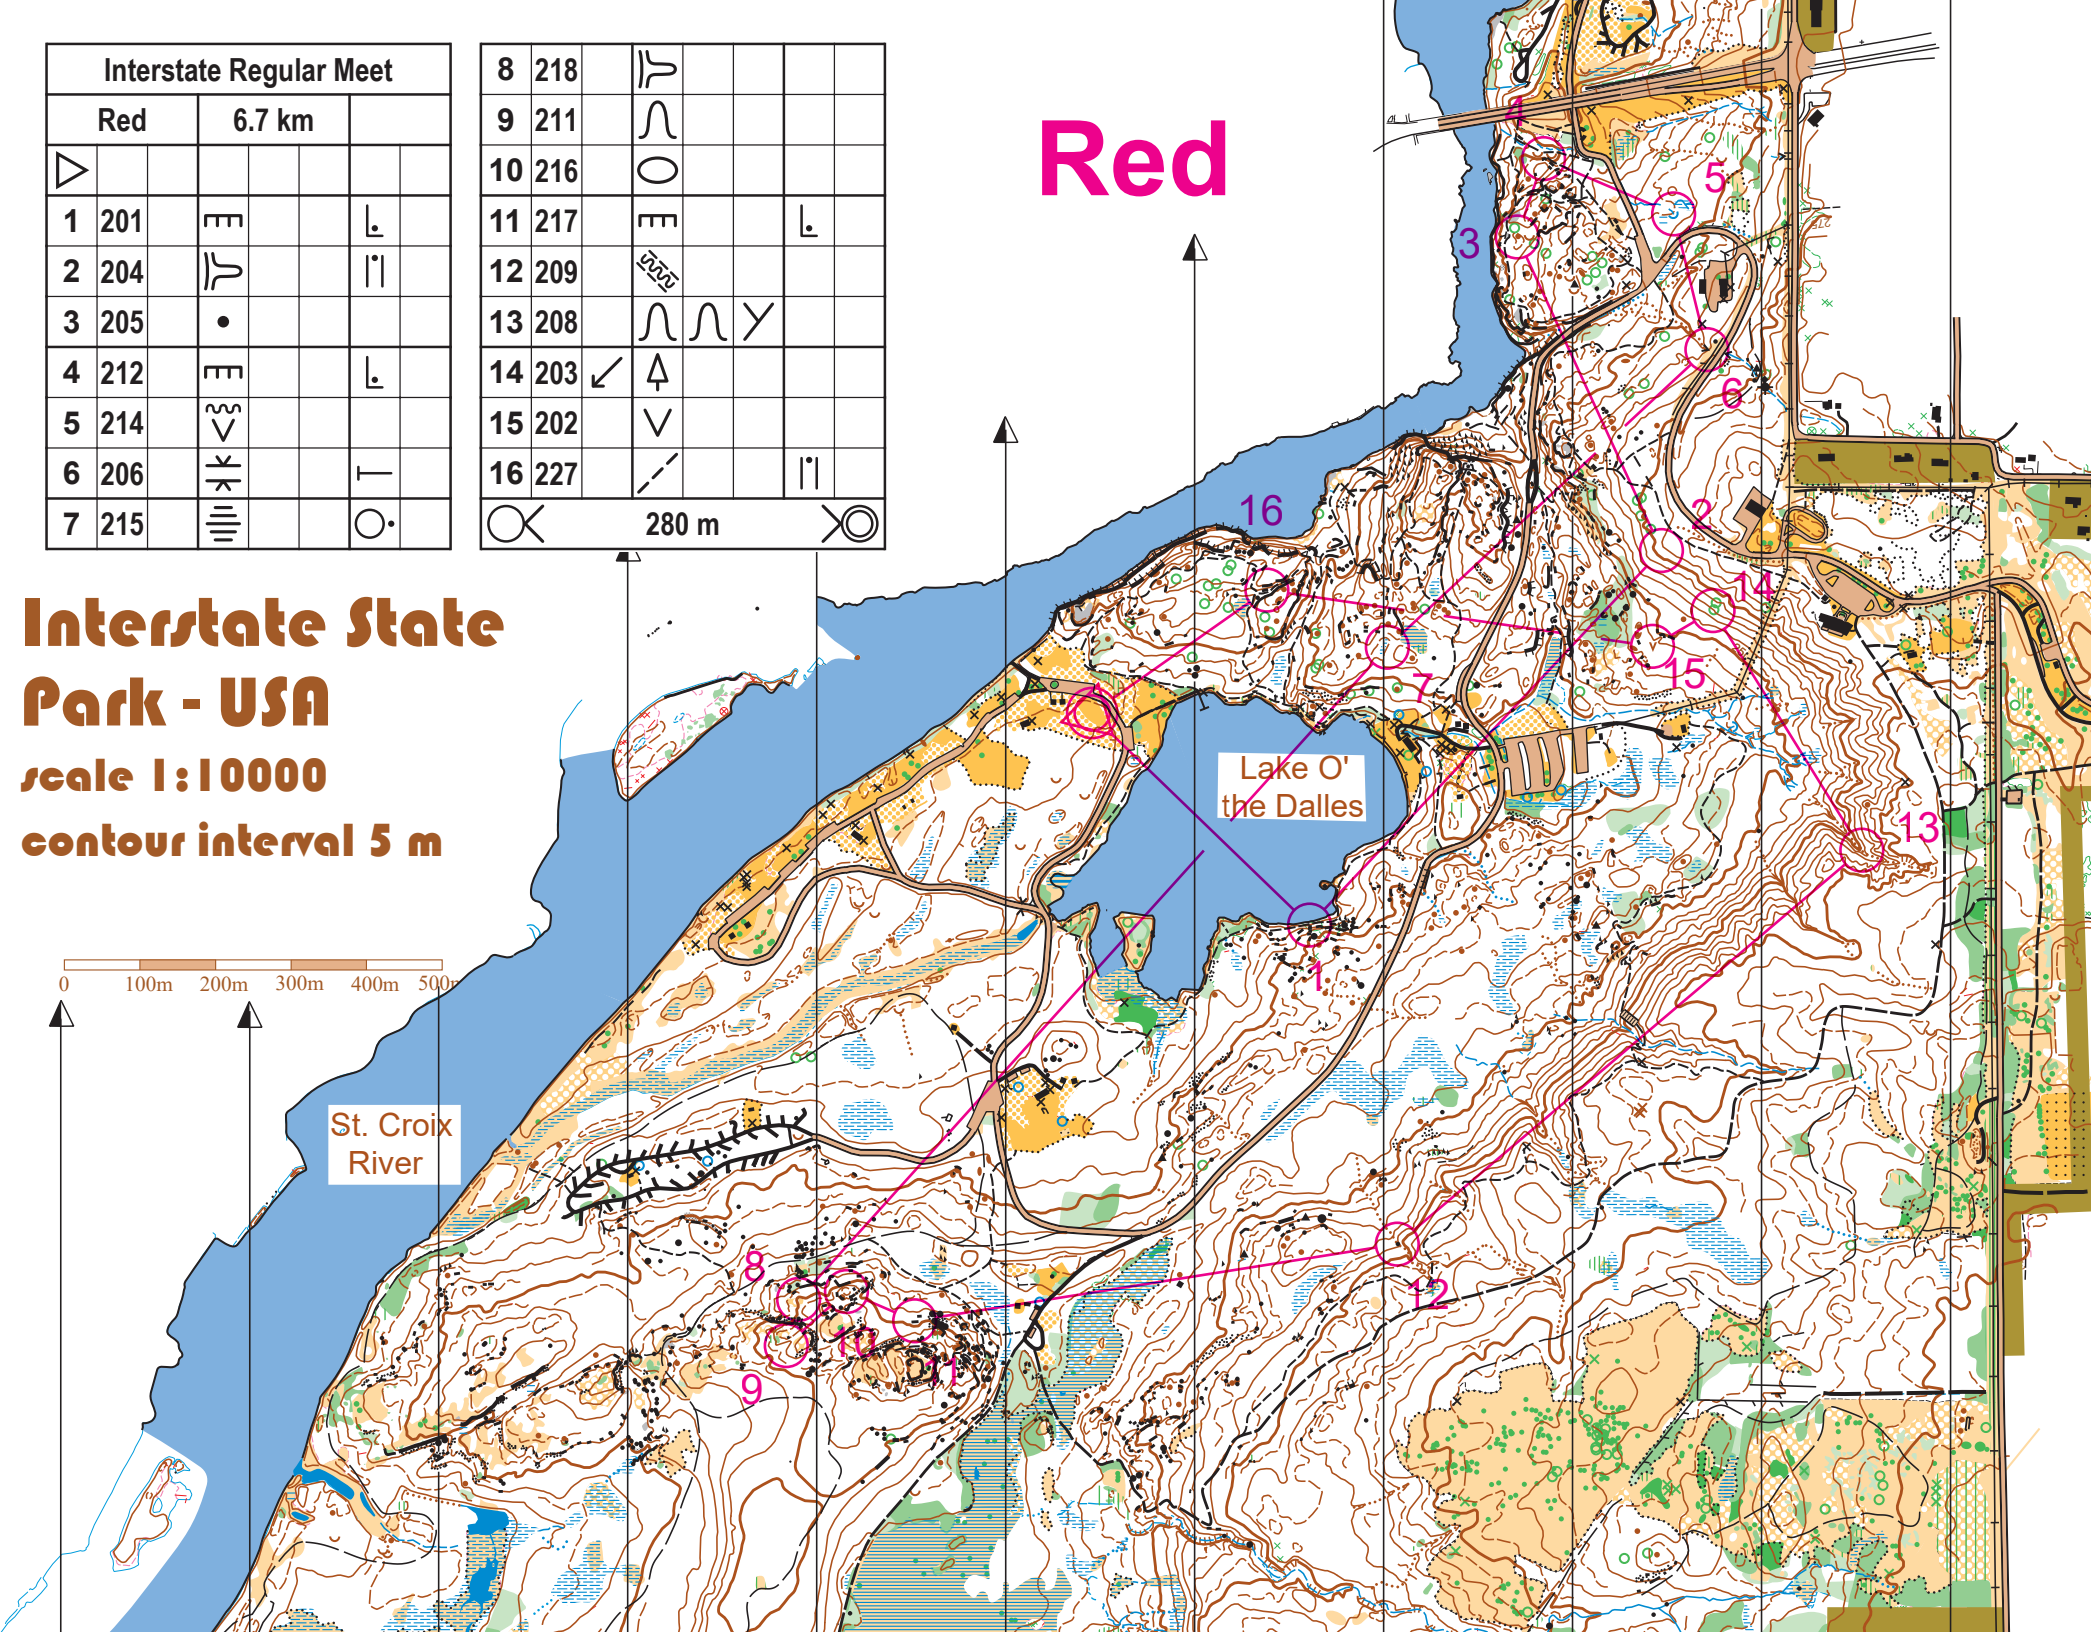 Interstate Regular Meet
Red 6.7 km
1 201
2 204
3 205
4 212
5 214
6 206
7 215
8 218
9 211
10 216
11 217
12 209
13 208
14 203
15 202
16 227
280 m
Red
Interstate State
Park - USA
scale 1:10000
contour interval 5 m
0 100m 200m 300m 400m 500m
St. Croix
River
Lake O'
the Dalles
4
5
3
6
2
16
14
15
7
13
1
8
12
10
11
9